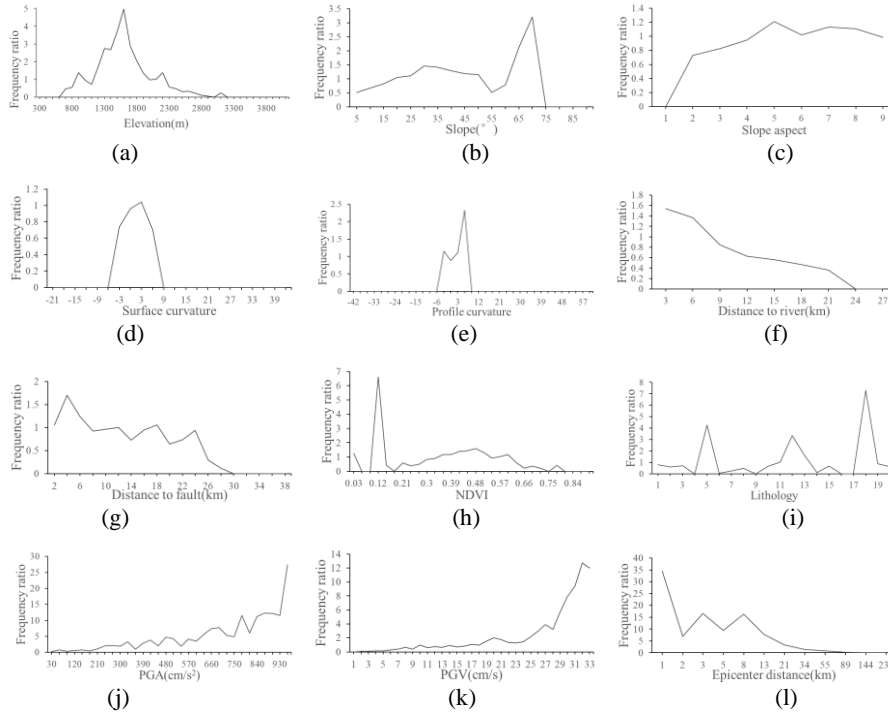 Frequency ratio
5
4
3
2
1
0
300 800 1300 1800 2300 2800 3300 3800
Elevation(m)
(a)
Frequency ratio
3.5
3
2.5
2
1.5
1
0.5
0
5 15 25 35 45 55 65 75 85
Slope(°)
(b)
Frequency ratio
1.4
1.2
1
0.8
0.6
0.4
0.2
0
1 2 3 4 5 6 7 8 9
Slope aspect
(c)
Frequency ratio
1.2
1
0.8
0.6
0.4
0.2
0
-21 -15 -9 -3 3 9 15 21 27 33 39
Surface curvature
(d)
Frequency ratio
2.5
2
1.5
1
0.5
0
-42 -33 -24 -15 -6 3 12 21 30 39 48 57
Profile curvature
(e)
Frequency ratio
1.8
1.6
1.4
1.2
1
0.8
0.6
0.4
0.2
0
3 6 9 12 15 18 21 24 27
Distance to river(km)
(f)
Frequency ratio
2
1.5
1
0.5
0
2 6 10 14 18 22 26 30 34 38
Distance to fault(km)
(g)
Frequency ratio
7
6
5
4
3
2
1
0
0.03 0.12 0.21 0.3 0.39 0.48 0.57 0.66 0.75 0.84
NDVI
(h)
Frequency ratio
8
7
6
5
4
3
2
1
0
1 3 5 7 9 11 13 15 17 19
Lithology
(i)
Frequency ratio
30
25
20
15
10
5
0
30 120 210 300 390 480 570 660 750 840 930
PGA(cm/s²)
(j)
Frequency ratio
14
12
10
8
6
4
2
0
1 3 5 7 9 11 13 15 17 19 21 23 25 27 29 31 33
PGV(cm/s)
(k)
Frequency ratio
40
35
30
25
20
15
10
5
0
1 2 3 5 8 13 21 34 55 89 144 23
Epicenter distance(km)
(l)